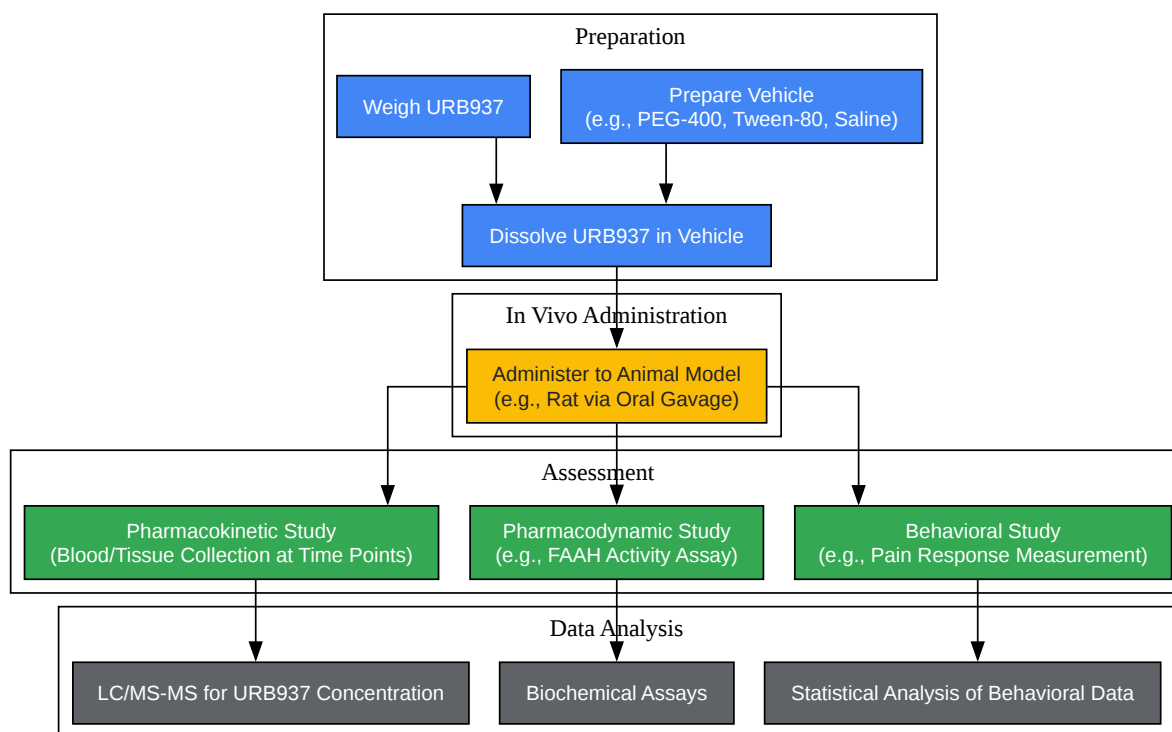 Preparation
Weigh URB937
Prepare Vehicle
(e.g., PEG-400, Tween-80, Saline)
Dissolve URB937 in Vehicle
In Vivo Administration
Administer to Animal Model
(e.g., Rat via Oral Gavage)
Assessment
Pharmacokinetic Study
(Blood/Tissue Collection at Time Points)
Pharmacodynamic Study
(e.g., FAAH Activity Assay)
Behavioral Study
(e.g., Pain Response Measurement)
Data Analysis
LC/MS-MS for URB937 Concentration
Biochemical Assays
Statistical Analysis of Behavioral Data